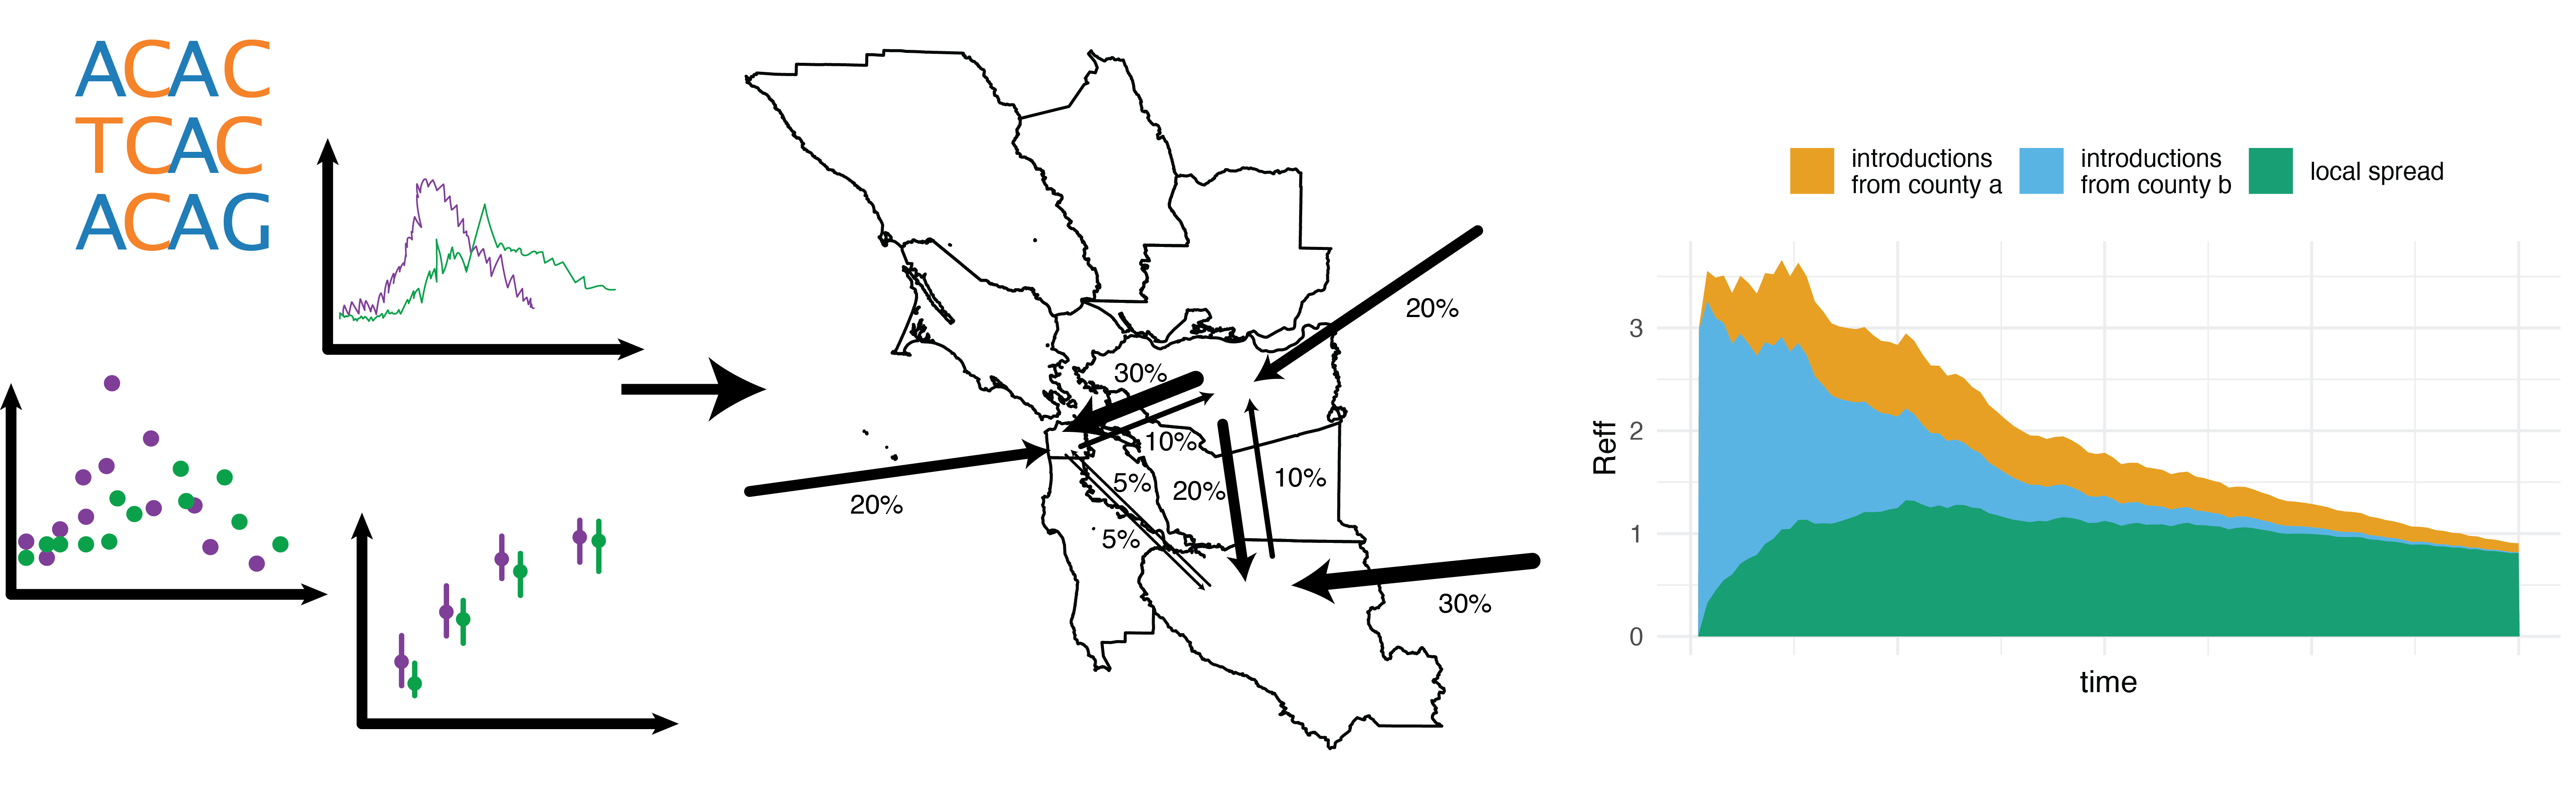 ACAC
TCAC
ACAG
20%
30%
10%
5%
20%
10%
20%
5%
30%
introductions
from county a
introductions
from county b
local spread
3
2
1
0
Reff
time